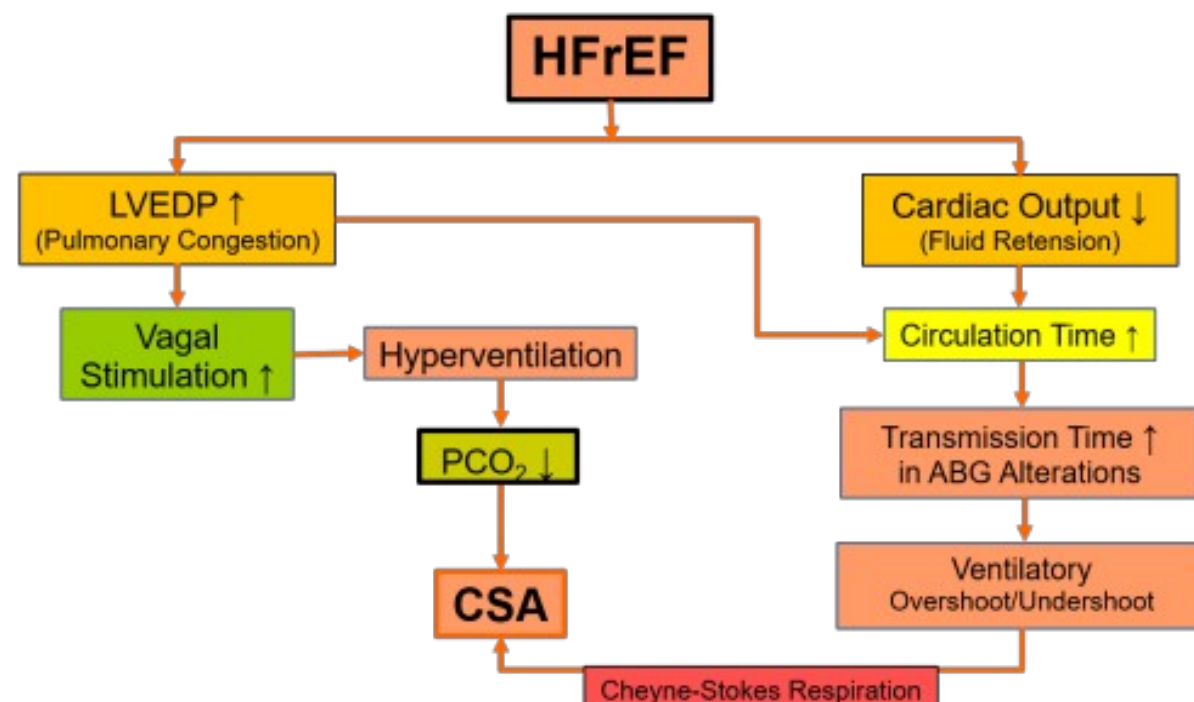 HFrEF
LVEDP ↑
(Pulmonary Congestion)
Cardiac Output ↓
(Fluid Retension)
Vagal
Stimulation ↑
Hyperventilation
Circulation Time ↑
PCO₂ ↓
Transmission Time ↑
in ABG Alterations
CSA
Ventilatory
Overshoot/Undershoot
Cheyne-Stokes Respiration